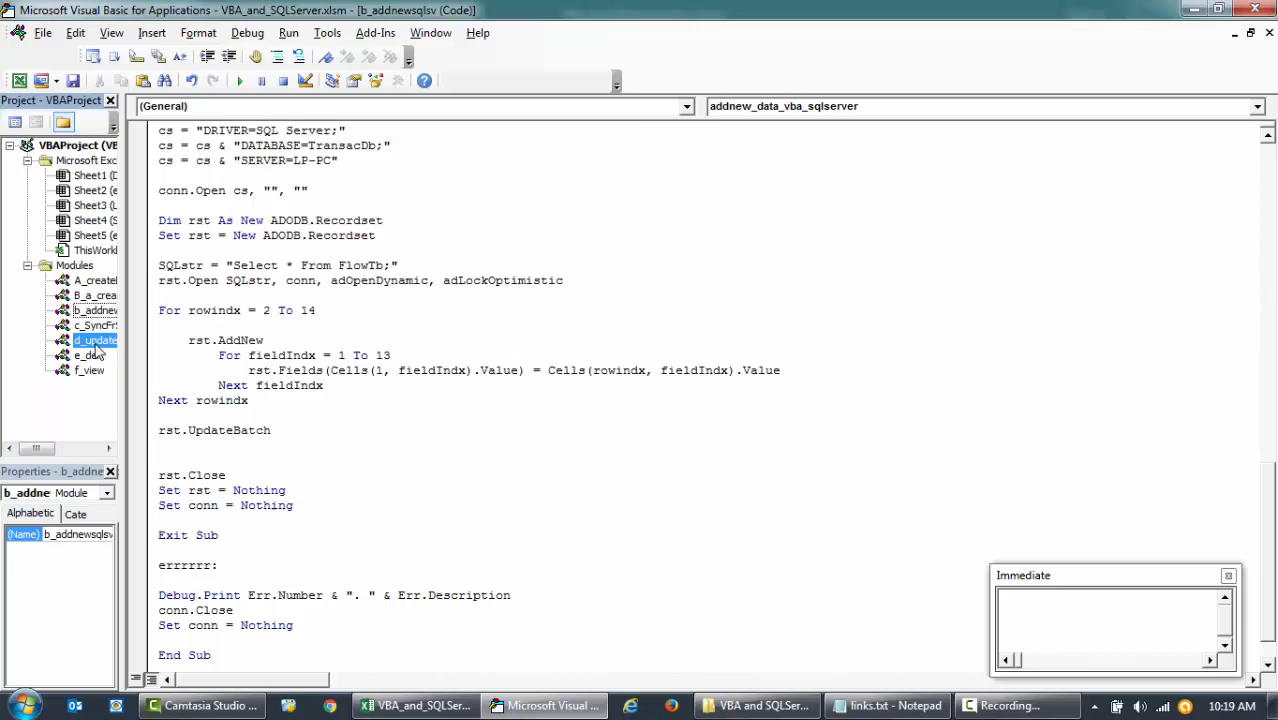 Microsoft Visual Basic for Applications - VBA_and_SQLServer.xlsm - [b_addnewsqlsv (Code)]
File Edit View Insert Format Debug Run Tools Add-Ins Window Help
Project - VBAProject
(General)
addnew_data_vba_sqlserver
VBAProject (VB
Microsoft Exc
Sheet1 (D
Sheet2 (e
Sheet3 (L
Sheet4 (S
Sheet5 (e
ThisWork
Modules
A_createl
B_a_crea
b_addnew
c_SyncFr
d_update
e_de
f_view
cs = "DRIVER=SQL Server;"
cs = cs & "DATABASE=TransacDb;"
cs = cs & "SERVER=LP-PC"
conn.Open cs, "", ""
Dim rst As New ADODB.Recordset
Set rst = New ADODB.Recordset
SQLstr = "Select * From FlowTb;"
rst.Open SQLstr, conn, adOpenDynamic, adLockOptimistic
For rowindx = 2 To 14
rst.AddNew
For fieldIndx = 1 To 13
rst.Fields(Cells(1, fieldIndx).Value) = Cells(rowindx, fieldIndx).Value
Next fieldIndx
Next rowindx
rst.UpdateBatch
rst.Close
Set rst = Nothing
Set conn = Nothing
Exit Sub
errrrrr:
Debug.Print Err.Number & ". " & Err.Description
conn.Close
Set conn = Nothing
End Sub
Properties - b_addne
b_addne Module
Alphabetic Cate
(Name) b_addnewsqlsv
Immediate
Camtasia Studio ...
VBA_and_SQLSer...
Microsoft Visual ...
VBA and SQLSer...
links.txt - Notepad
Recording...
10:19 AM